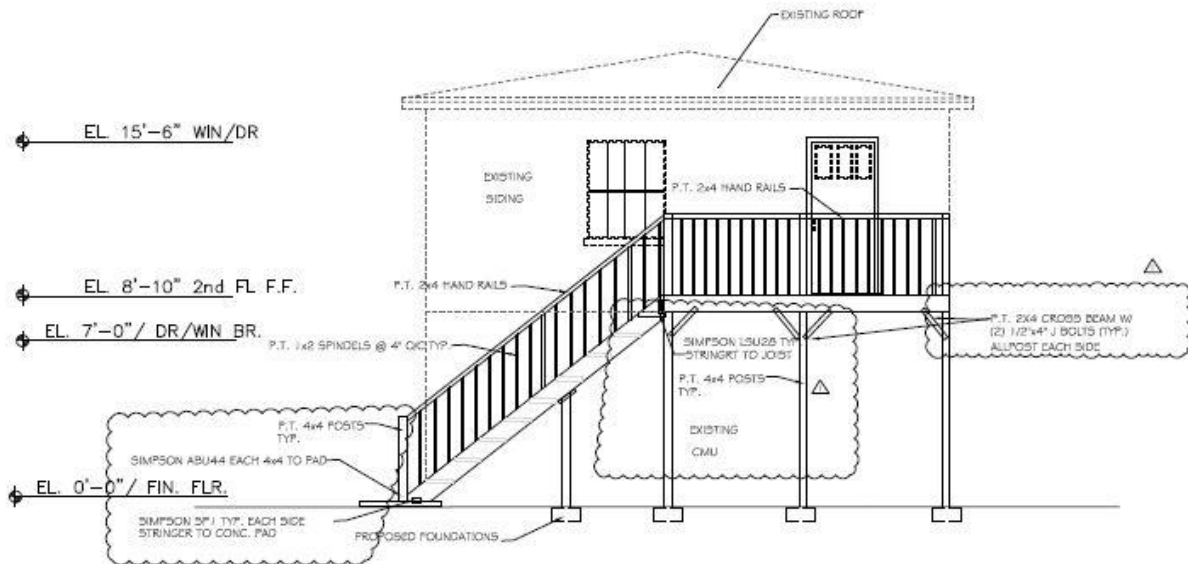 EXISTING ROOF
EL. 15'-6" WIN/DR
EXISTING
SIDING
P.T. 2x4 HAND RAILS
EL. 8'-10" 2nd FL F.F.
P.T. 2x4 HAND RAILS
EL. 7'-0"/ DR/WIN BR.
P.T. 1x2 SPINDELS @ 4" O/C TYP.
SIMPSON LSU28 TYP
STRINGRT TO JOIST
P.T. 2X4 CROSS BEAM W
(2) 1/2"x4" J BOLTS (TYP.)
ALLPOST EACH SIDE
P.T. 4x4 POSTS
TYP.
P.T. 4x4 POSTS
TYP.
EXISTING
CMU
SIMPSON ABU44 EACH 4x4 TO PAD
EL. 0'-0"/ FIN. FLR.
SIMPSON SP1 TYP. EACH SIDE
STRINGER TO CONC. PAD
PROPOSED FOUNDATIONS